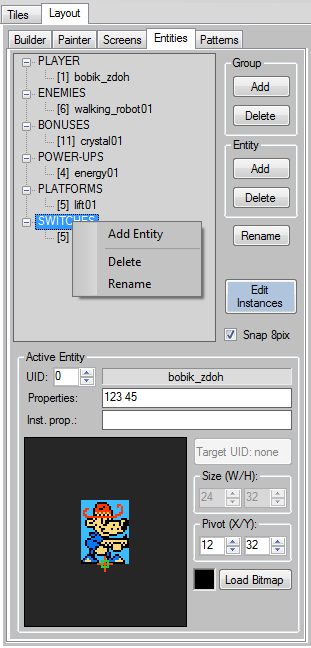 Tiles Layout
Builder Painter Screens Entities Patterns
PLAYER
[1] bobik_zdoh
ENEMIES
[6] walking_robot01
BONUSES
[11] crystal01
POWER-UPS
[4] energy01
PLATFORMS
[5] lift01
SWITCHES
[5]
Add Entity
Delete
Rename
Group
Add
Delete
Entity
Add
Delete
Rename
Edit
Instances
Snap 8pix
Active Entity
UID: 0 bobik_zdoh
Properties: 123 45
Inst. prop.:
Target UID: none
Size (W/H):
24 32
Pivot (X/Y):
12 32
Load Bitmap